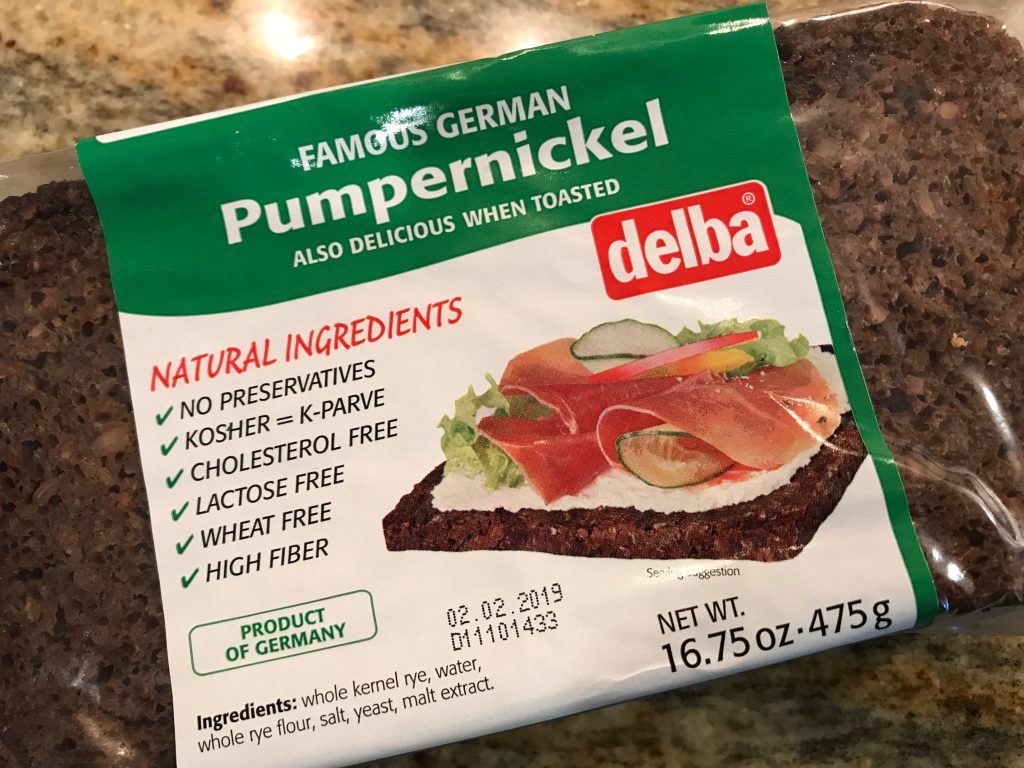 FAMOUS GERMAN
Pumpernickel
ALSO DELICIOUS WHEN TOASTED
delba®
NATURAL INGREDIENTS
✓ NO PRESERVATIVES
✓ KOSHER = K-PARVE
✓ CHOLESTEROL FREE
✓ LACTOSE FREE
✓ WHEAT FREE
✓ HIGH FIBER
PRODUCT
OF GERMANY
02.02.2019
D11101433
Serving suggestion
NET WT.
16.75 oz · 475 g
Ingredients: whole kernel rye, water,
whole rye flour, salt, yeast, malt extract.